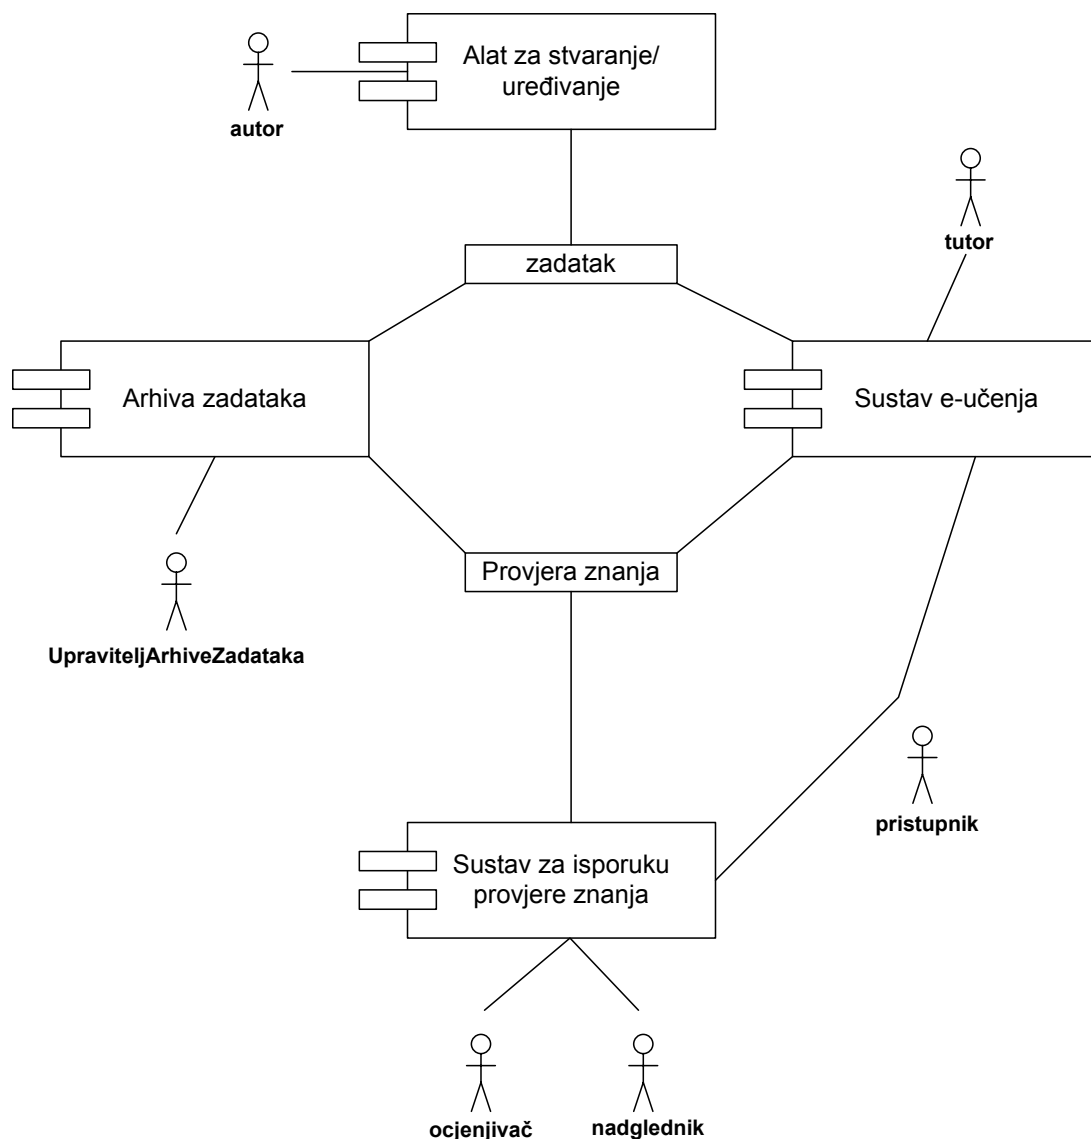 Alat za stvaranje/
uređivanje
autor
tutor
zadatak
Arhiva zadataka
Sustav e-učenja
Provjera znanja
UpraviteljArhiveZadataka
pristupnik
Sustav za isporuku
provjere znanja
ocjenjivač
nadglednik